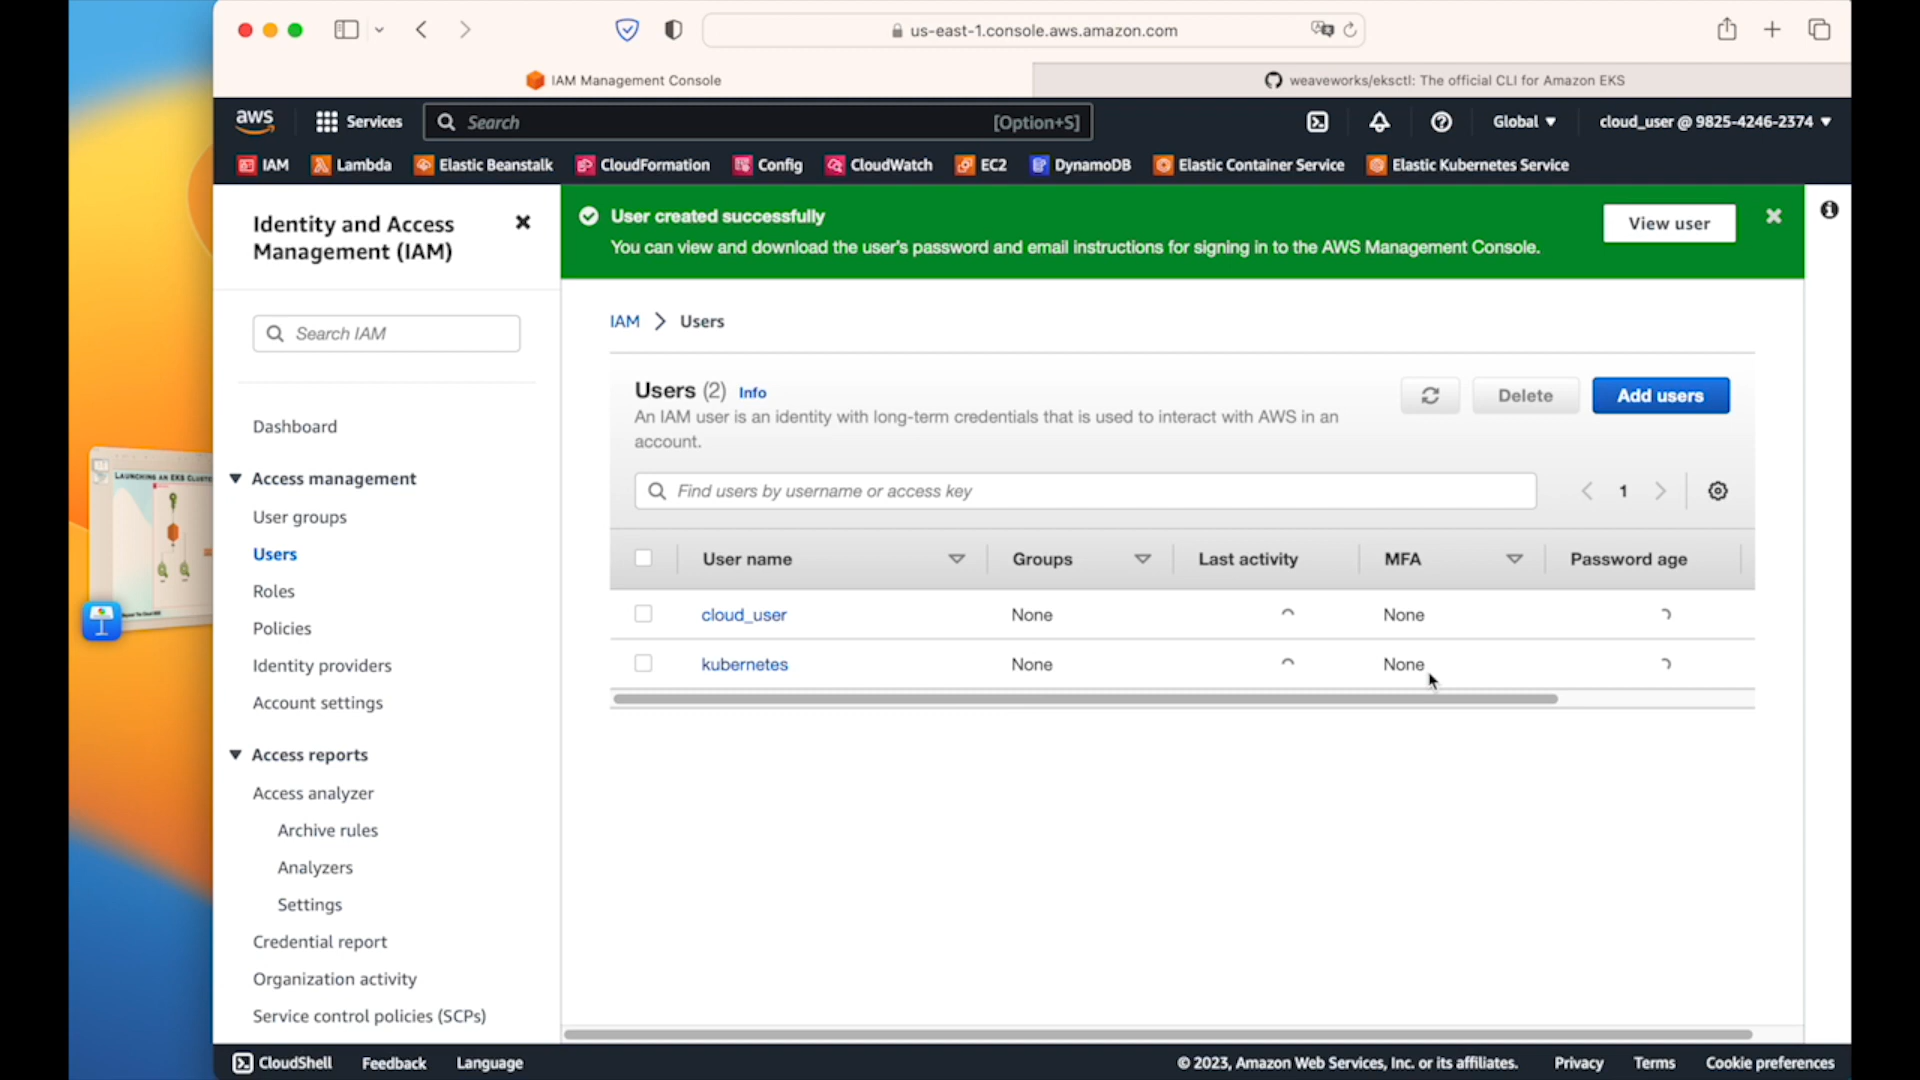 us-east-1.console.aws.amazon.com
IAM Management Console
weaveworks/eksctl: The official CLI for Amazon EKS
aws
Services
Search
[Option+S]
Global
cloud_user @ 9825-4246-2374
IAM
Lambda
Elastic Beanstalk
CloudFormation
Config
CloudWatch
EC2
DynamoDB
Elastic Container Service
Elastic Kubernetes Service
Identity and Access
Management (IAM)
Search IAM
Dashboard
Access management
User groups
Users
Roles
Policies
Identity providers
Account settings
Access reports
Access analyzer
Archive rules
Analyzers
Settings
Credential report
Organization activity
Service control policies (SCPs)
User created successfully
You can view and download the user's password and email instructions for signing in to the AWS Management Console.
View user
IAM > Users
Users (2) Info
An IAM user is an identity with long-term credentials that is used to interact with AWS in an
account.
Delete
Add users
Find users by username or access key
1
User name Groups Last activity MFA Password age
cloud_user None None
kubernetes None None
LAUNCHING AN EKS CLUSTE
CloudShell
Feedback
Language
© 2023, Amazon Web Services, Inc. or its affiliates.
Privacy
Terms
Cookie preferences